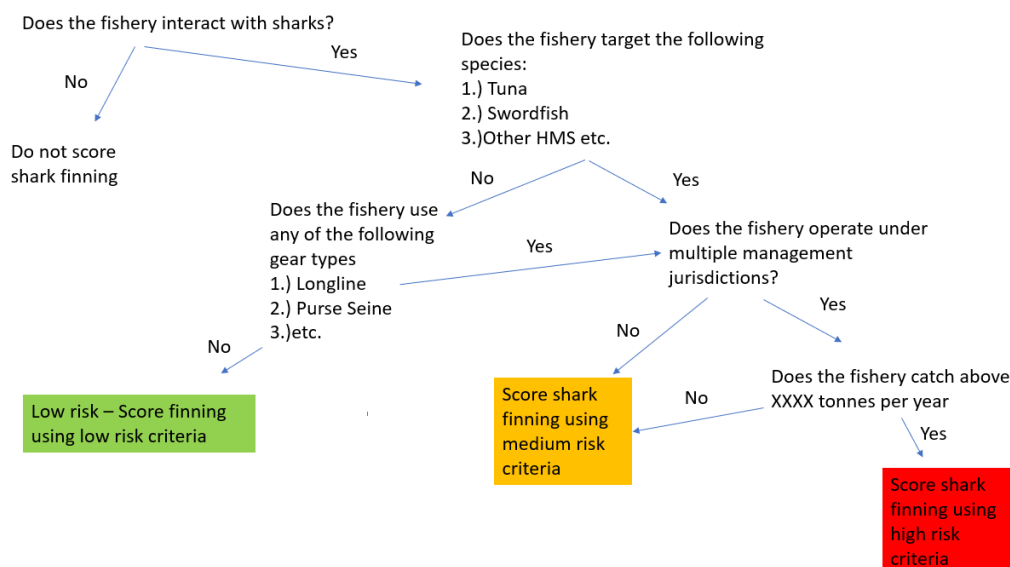 Does the fishery interact with sharks?
Yes
No
Do not score
shark finning
Does the fishery target the following
species:
1.) Tuna
2.) Swordfish
3.)Other HMS etc.
No
Yes
Does the fishery use
any of the following
gear types
1.) Longline
2.) Purse Seine
3.)etc.
Yes
No
Does the fishery operate under
multiple management
jurisdictions?
No
Yes
Low risk – Score finning
using low risk criteria
Score shark
finning using
medium risk
criteria
No
Does the fishery catch above
XXXX tonnes per year
Yes
Score shark
finning using
high risk
criteria